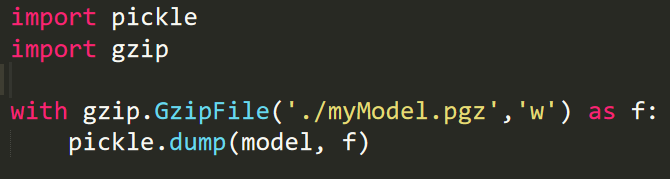 import pickle
import gzip
with gzip.GzipFile('./myModel.pgz','w') as f:
    pickle.dump(model, f)